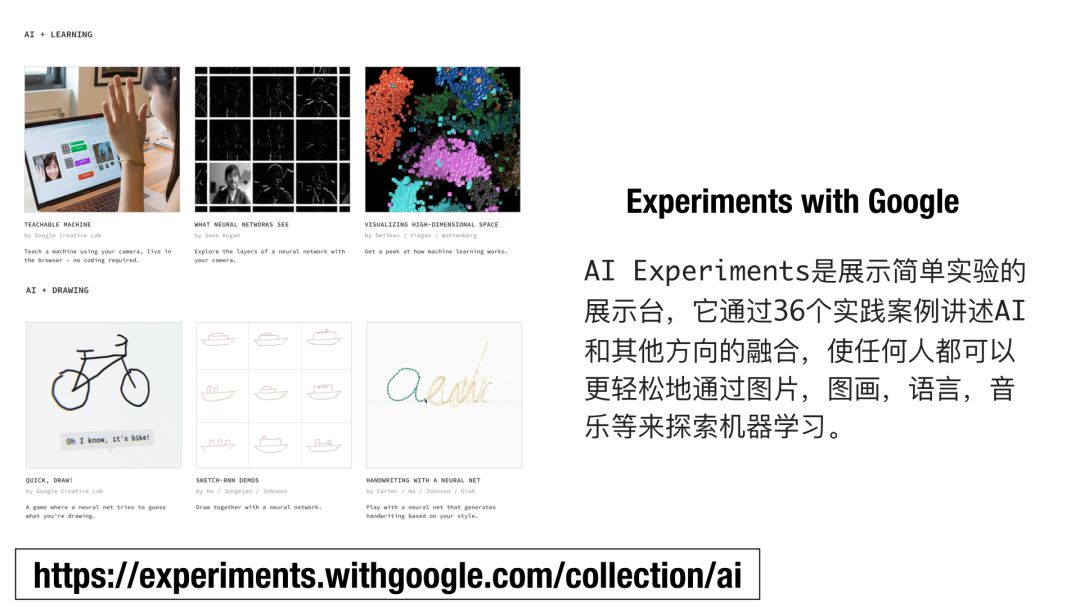 AI + LEARNING
TEACHABLE MACHINE
by Google Creative Lab
Teach a machine using your camera, live in
the browser - no coding required.
WHAT NEURAL NETWORKS SEE
by Gene Kogan
Explore the layers of a neural network with
your camera.
VISUALIZING HIGH-DIMENSIONAL SPACE
by Smilkov / Viégas / Wattenberg
Get a peek at how machine learning works.
AI + DRAWING
Oh I know, it's bike!
aedic
QUICK, DRAW!
by Google Creative Lab
A game where a neural net tries to guess
what you're drawing.
SKETCH-RNN DEMOS
by Ha / Jongejan / Johnson
Draw together with a neural network.
HANDWRITING WITH A NEURAL NET
by Carter / Ha / Johnson / Olah
Play with a neural net that generates
handwriting based on your style.
Experiments with Google
AI Experiments是展示简单实验的
展示台，它通过36个实践案例讲述AI
和其他方向的融合，使任何人都可以
更轻松地通过图片，图画，语言，音
乐等来探索机器学习。
https://experiments.withgoogle.com/collection/ai